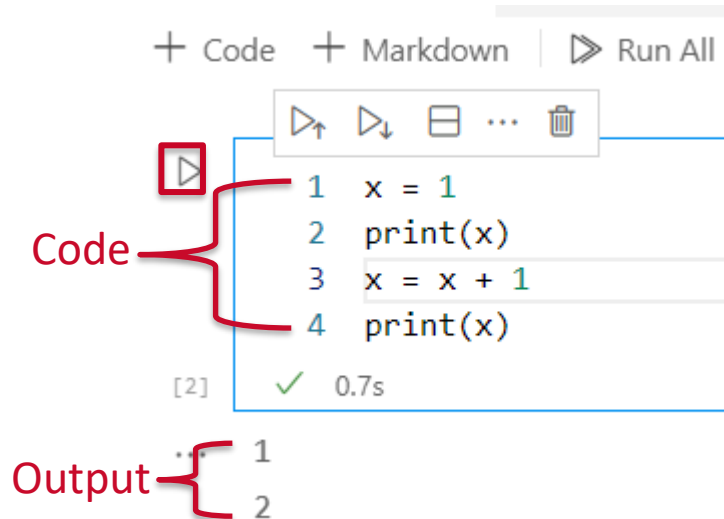 + Code + Markdown Run All
1 x = 1
2 print(x)
Code
3 x = x + 1
4 print(x)
[2] ✓ 0.7s
... 1
Output
2